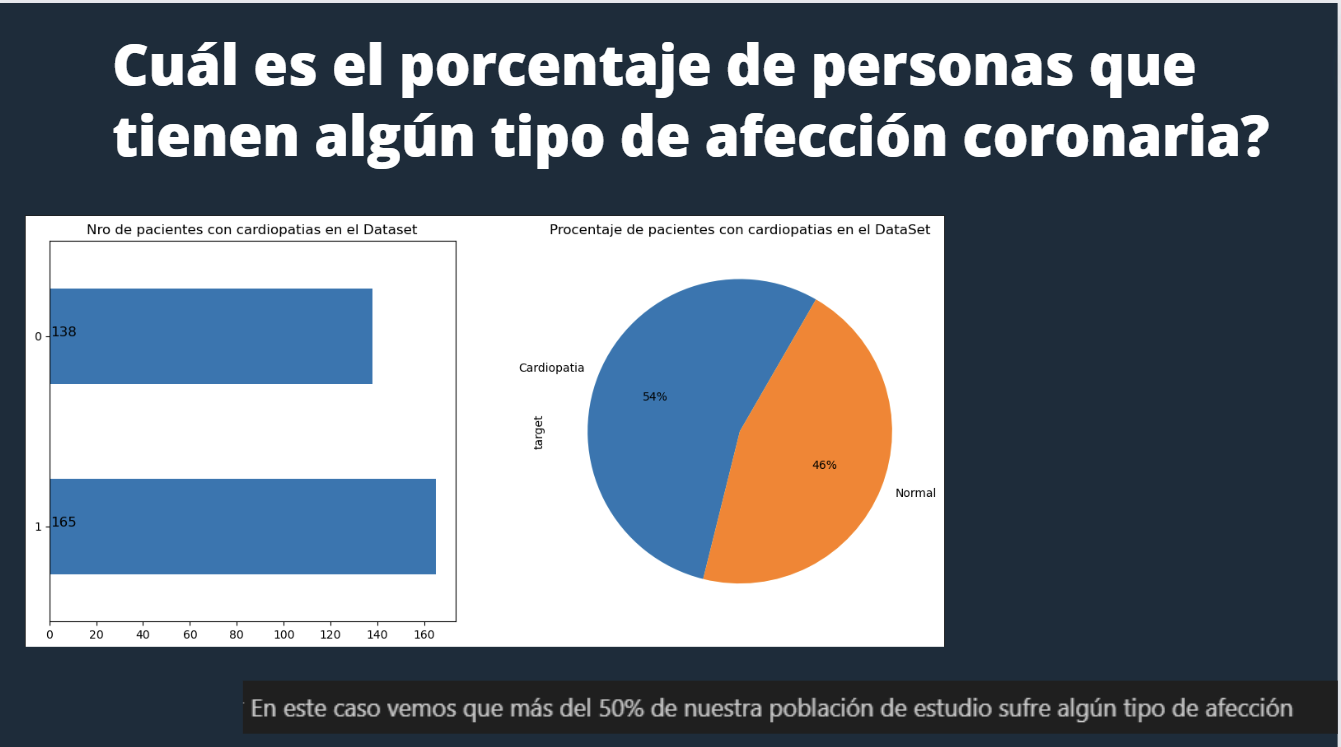 Cuál es el porcentaje de personas que
tienen algún tipo de afección coronaria?
Nro de pacientes con cardiopatias en el Dataset
0
138
1
165
0 20 40 60 80 100 120 140 160
Procentaje de pacientes con cardiopatias en el DataSet
Cardiopatia
54%
target
46%
Normal
En este caso vemos que más del 50% de nuestra población de estudio sufre algún tipo de afección